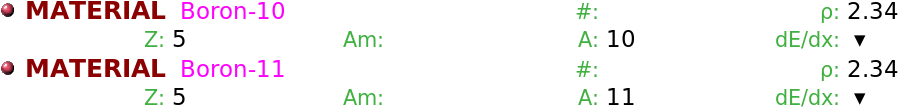 MATERIAL Boron-10 #: ρ: 2.34
Z: 5 Am: A: 10 dE/dx: ▼
MATERIAL Boron-11 #: ρ: 2.34
Z: 5 Am: A: 11 dE/dx: ▼